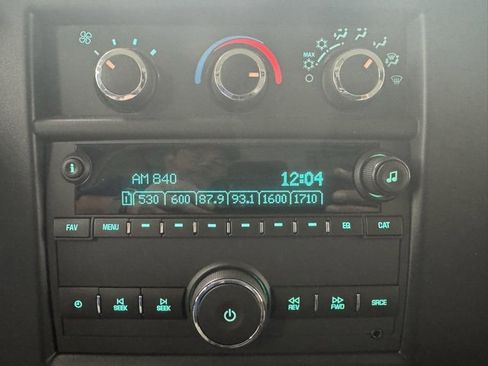 MAX
i
AM 840 12:04
1 530 600 87.9 93.1 1600 1710
FAV MENU EQ CAT
SEEK SEEK REV FWD SRCE